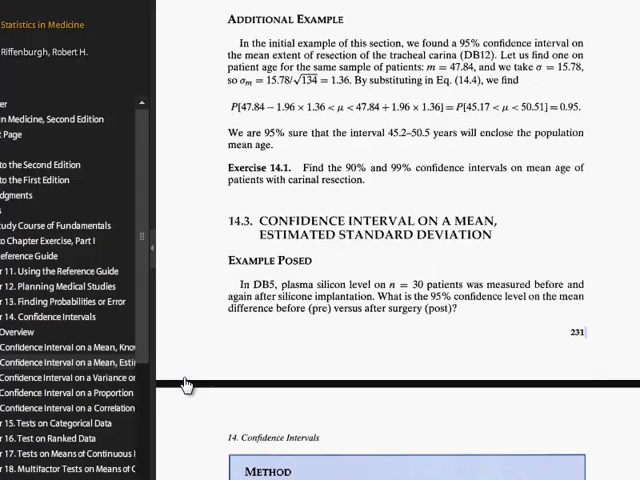 Statistics in Medicine
Riffenburgh, Robert H.
ver
in Medicine, Second Edition
t Page
to the Second Edition
to the First Edition
dgments
s
tudy Course of Fundamentals
to Chapter Exercise, Part I
eference Guide
r 11. Using the Reference Guide
r 12. Planning Medical Studies
r 13. Finding Probabilities or Error
r 14. Confidence Intervals
Overview
Confidence Interval on a Mean, Kno
Confidence Interval on a Mean, Esti
Confidence Interval on a Variance or
Confidence Interval on a Proportion
Confidence Interval on a Correlation
r 15. Tests on Categorical Data
r 16. Test on Ranked Data
r 17. Tests on Means of Continuous
r 18. Multifactor Tests on Means of C
ADDITIONAL EXAMPLE
In the initial example of this section, we found a 95% confidence interval on
the mean extent of resection of the tracheal carina (DB12). Let us find one on
patient age for the same sample of patients: m = 47.84, and we take σ = 15.78,
so σm = 15.78/√134 = 1.36. By substituting in Eq. (14.4), we find
P[47.84 − 1.96 × 1.36 < μ < 47.84 + 1.96 × 1.36] = P[45.17 < μ < 50.51] = 0.95.
We are 95% sure that the interval 45.2–50.5 years will enclose the population
mean age.
Exercise 14.1. Find the 90% and 99% confidence intervals on mean age of
patients with carinal resection.
14.3. CONFIDENCE INTERVAL ON A MEAN,
ESTIMATED STANDARD DEVIATION
EXAMPLE POSED
In DB5, plasma silicon level on n = 30 patients was measured before and
again after silicone implantation. What is the 95% confidence level on the mean
difference before (pre) versus after surgery (post)?
231
14. Confidence Intervals
METHOD